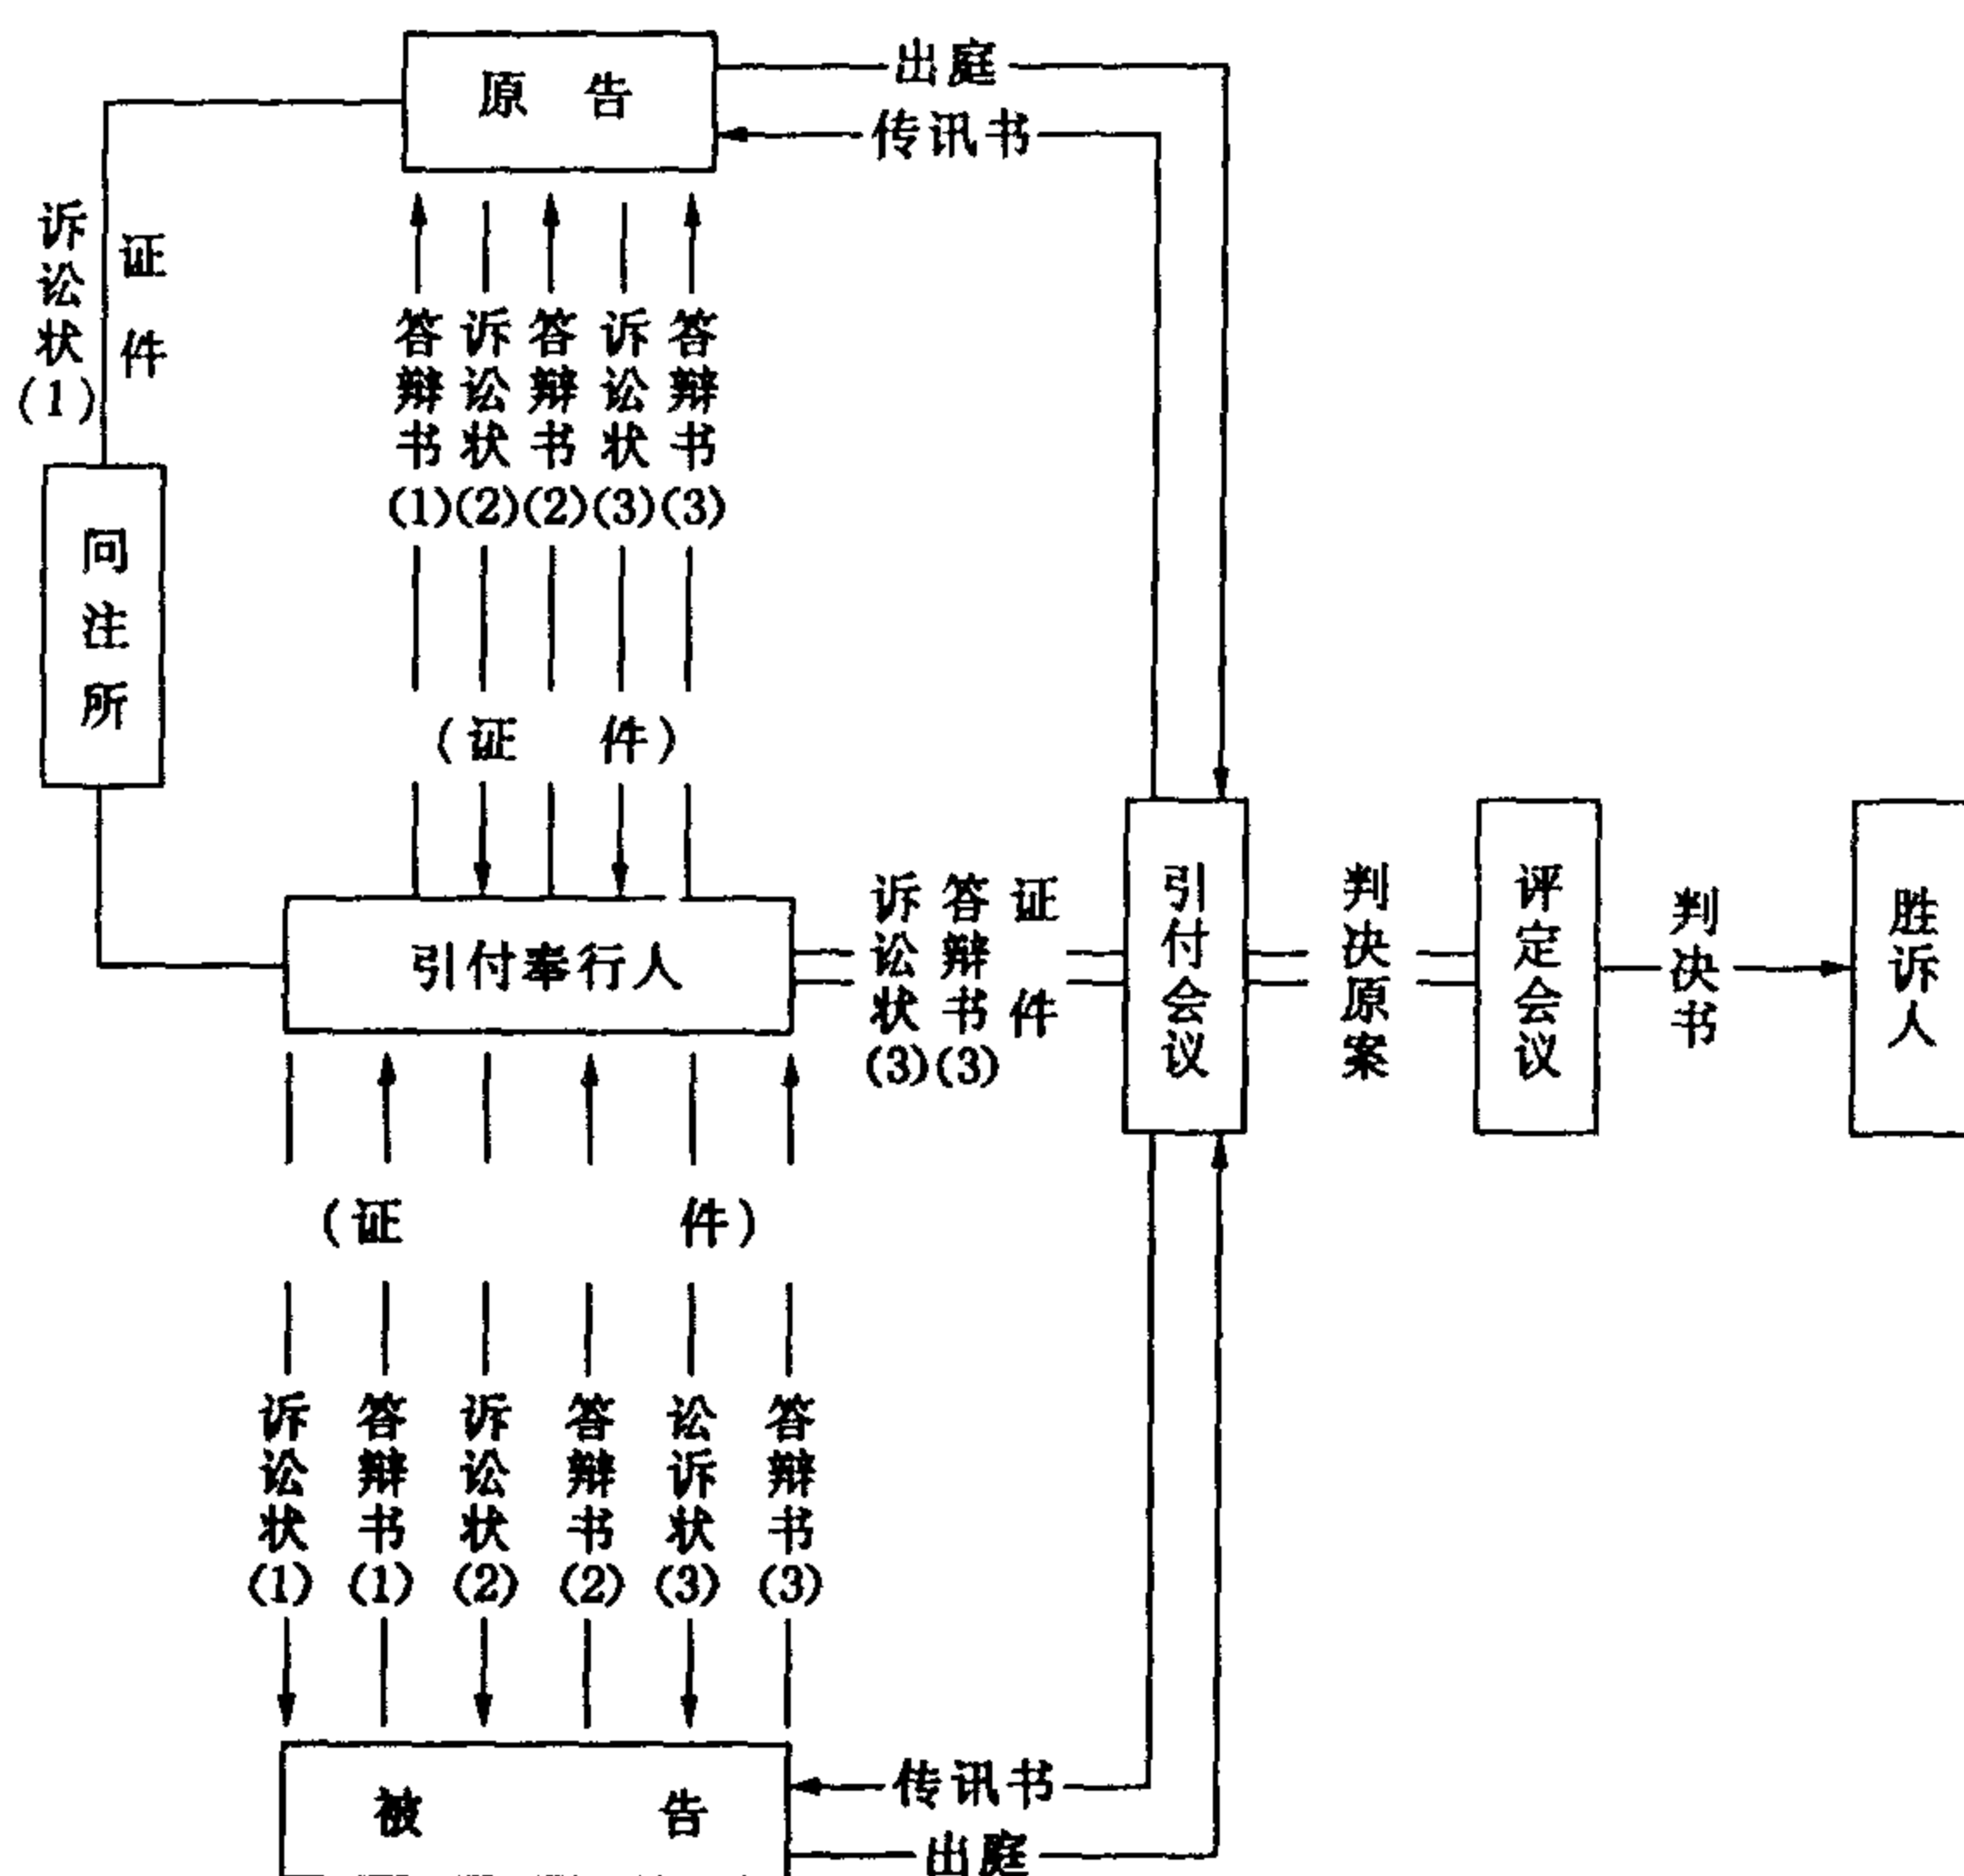 原告
出庭
传讯书
诉讼状(1)
证件
答辩书(1)
诉讼状(2)
答辩书(2)
诉讼状(3)
答辩书(3)
(证件)
问注所
引付奉行人
诉讼状(3)
答辩书(3)
证件
引付会议
判决原案
评定会议
判决书
胜诉人
(证件)
诉讼状(1)
答辩书(1)
诉讼状(2)
答辩书(2)
讼诉状(3)
答辩书(3)
被告
传讯书
出庭